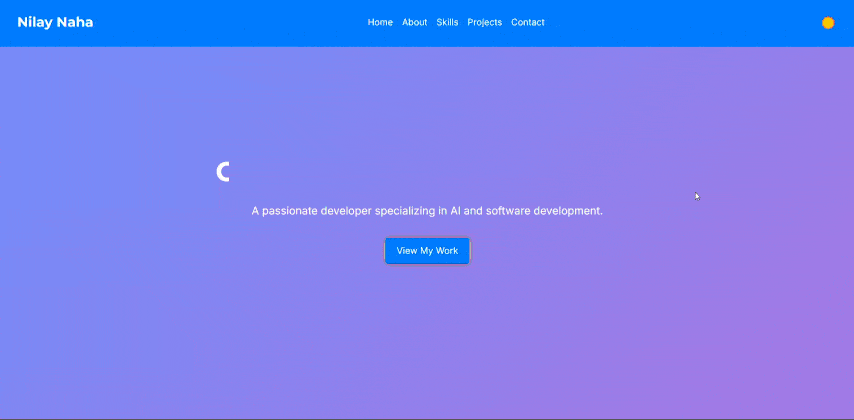 Nilay Naha
Home About Skills Projects Contact
C
A passionate developer specializing in AI and software development.
View My Work